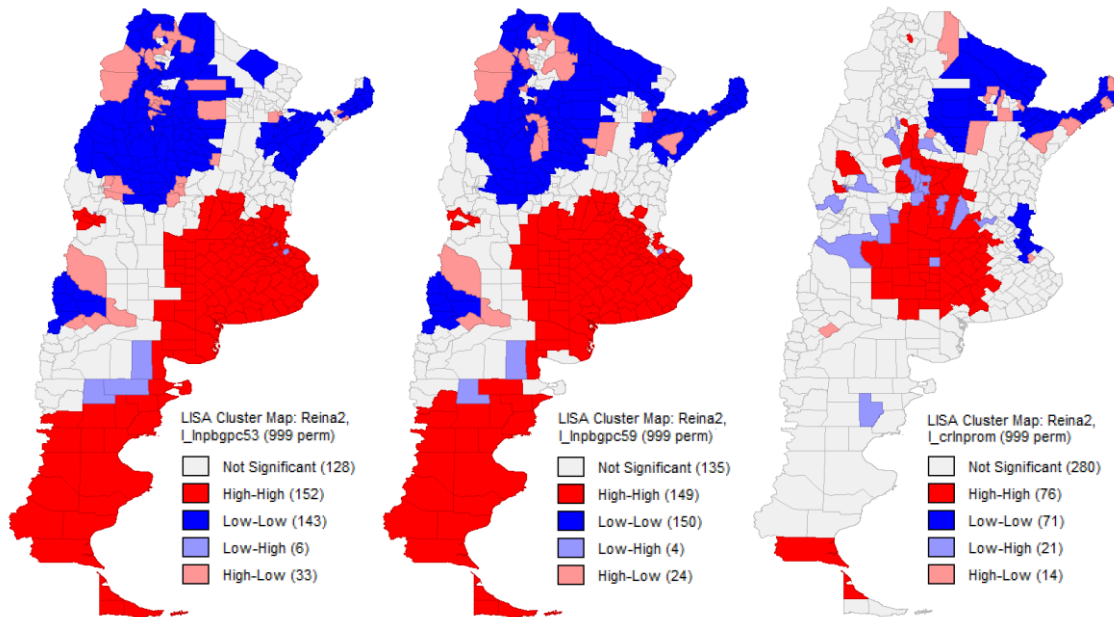 LISA Cluster Map: Reina2,
I_lnpbgpc53 (999 perm)
Not Significant (128)
High-High (152)
Low-Low (143)
Low-High (6)
High-Low (33)
LISA Cluster Map: Reina2,
I_lnpbgpc59 (999 perm)
Not Significant (135)
High-High (149)
Low-Low (150)
Low-High (4)
High-Low (24)
LISA Cluster Map: Reina2,
I_crlnprom (999 perm)
Not Significant (280)
High-High (76)
Low-Low (71)
Low-High (21)
High-Low (14)